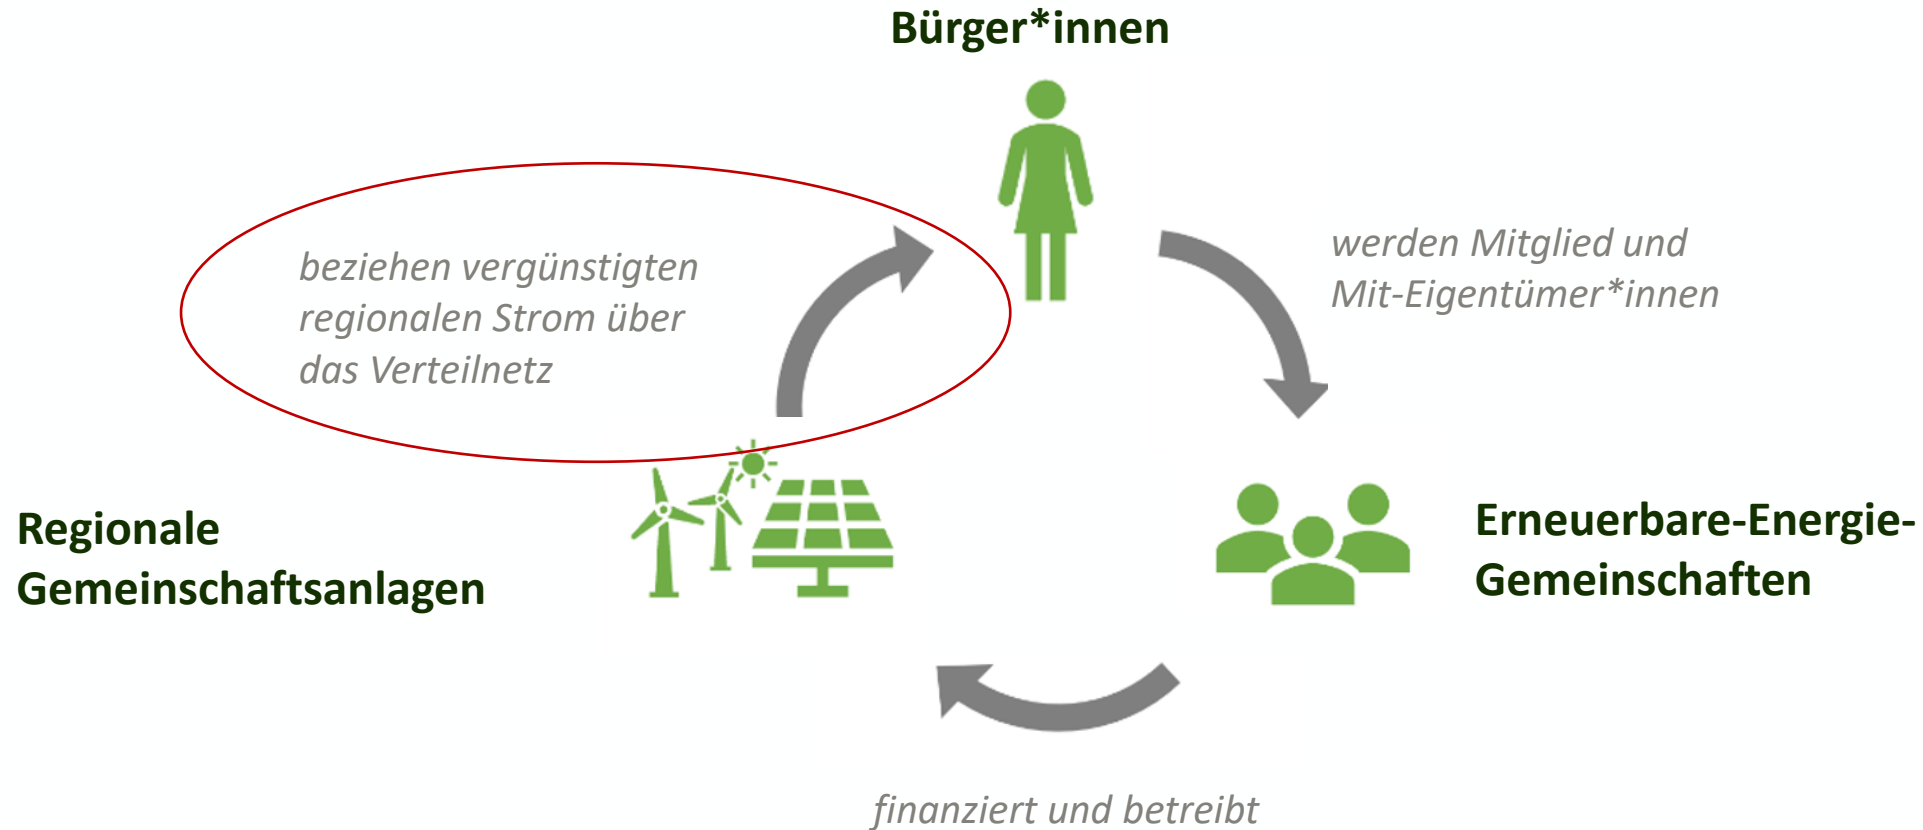 Bürger*innen
beziehen vergünstigten
regionalen Strom über
das Verteilnetz
werden Mitglied und
Mit-Eigentümer*innen
Regionale
Gemeinschaftsanlagen
Erneuerbare-Energie-
Gemeinschaften
finanziert und betreibt